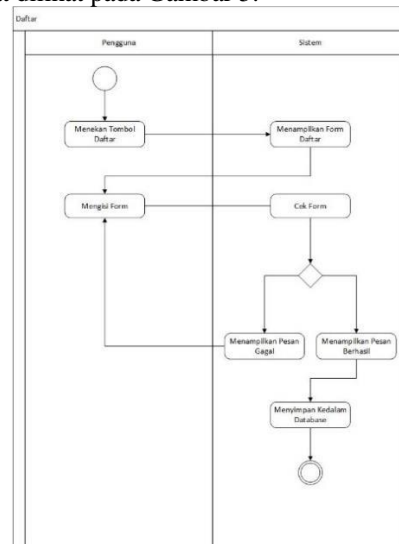 dilihat pada Gambar 5.
Daftar
Pengguna
Sistem
Menekan Tombol
Daftar
Menampilkan Form
Daftar
Mengisi Form
Cek Form
Menampilkan Pesan
Gagal
Menampilkan Pesan
Berhasil
Menyimpan Kedalam
Database